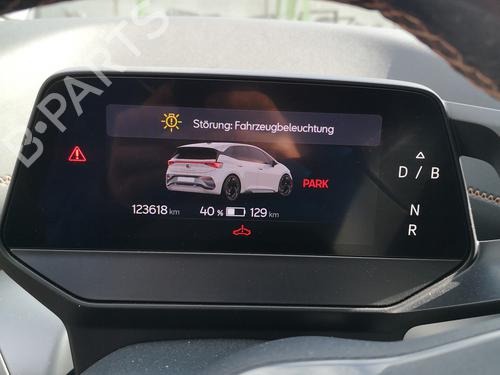 B-PARTS
Störung: Fahrzeugbeleuchtung
PARK
D / B
N
R
123618 km 40 % 129 km